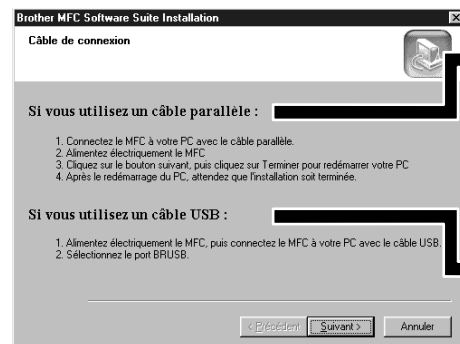 Brother MFC Software Suite Installation
Câble de connexion
Si vous utilisez un câble parallèle :
1. Connectez le MFC à votre PC avec le câble parallèle.
2. Alimentez électriquement le MFC
3. Cliquez sur le bouton suivant, puis cliquez sur Terminer pour redémarrer votre PC
4. Après le redémarrage du PC, attendez que l'installation soit terminée.
Si vous utilisez un câble USB :
1. Alimentez électriquement le MFC, puis connectez le MFC à votre PC avec le câble USB.
2. Sélectionnez le port BRUSB.
< Précédent Suivant > Annuler